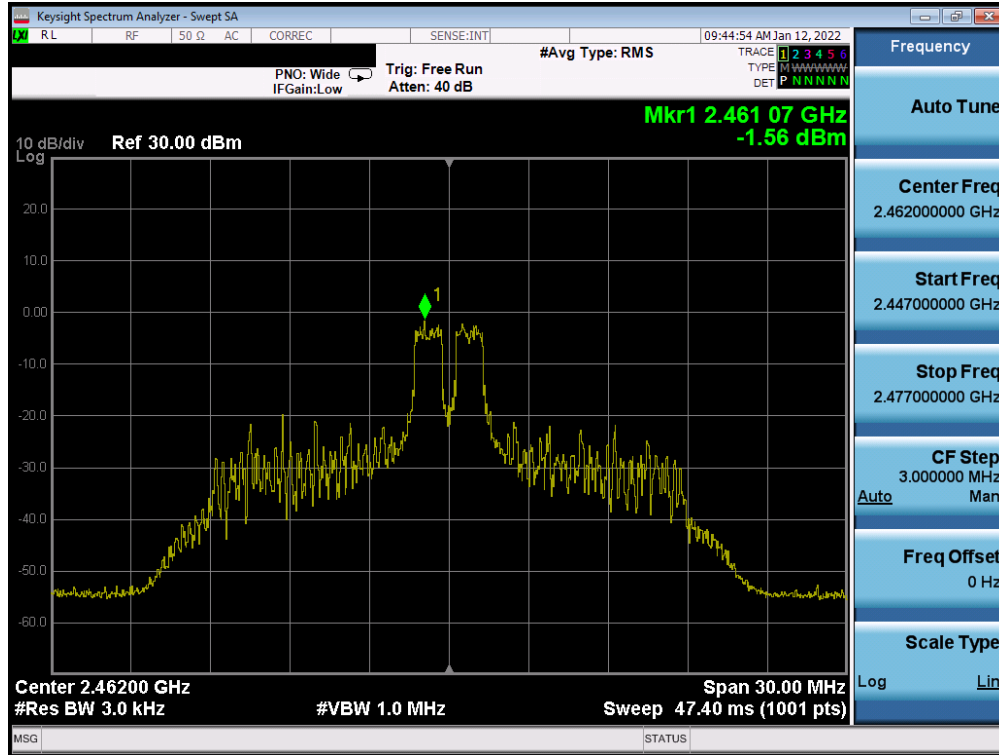 Keysight Spectrum Analyzer - Swept SA
LXI RL RF 50 Ω AC CORREC SENSE:INT 09:44:54 AM Jan 12, 2022
PNO: Wide
IFGain:Low
Trig: Free Run
Atten: 40 dB
#Avg Type: RMS
TRACE 1 2 3 4 5 6
TYPE M W W W W W
DET P N N N N N
Mkr1 2.461 07 GHz
-1.56 dBm
10 dB/div Ref 30.00 dBm
Log
20.0
10.0
1
0.00
-10.0
-20.0
-30.0
-40.0
-50.0
-60.0
Center 2.46200 GHz Span 30.00 MHz
#Res BW 3.0 kHz #VBW 1.0 MHz Sweep 47.40 ms (1001 pts)
MSG STATUS
Frequency
Auto Tune
Center Freq
2.462000000 GHz
Start Freq
2.447000000 GHz
Stop Freq
2.477000000 GHz
CF Step
3.000000 MHz
Auto Man
Freq Offset
0 Hz
Scale Type
Log Lin